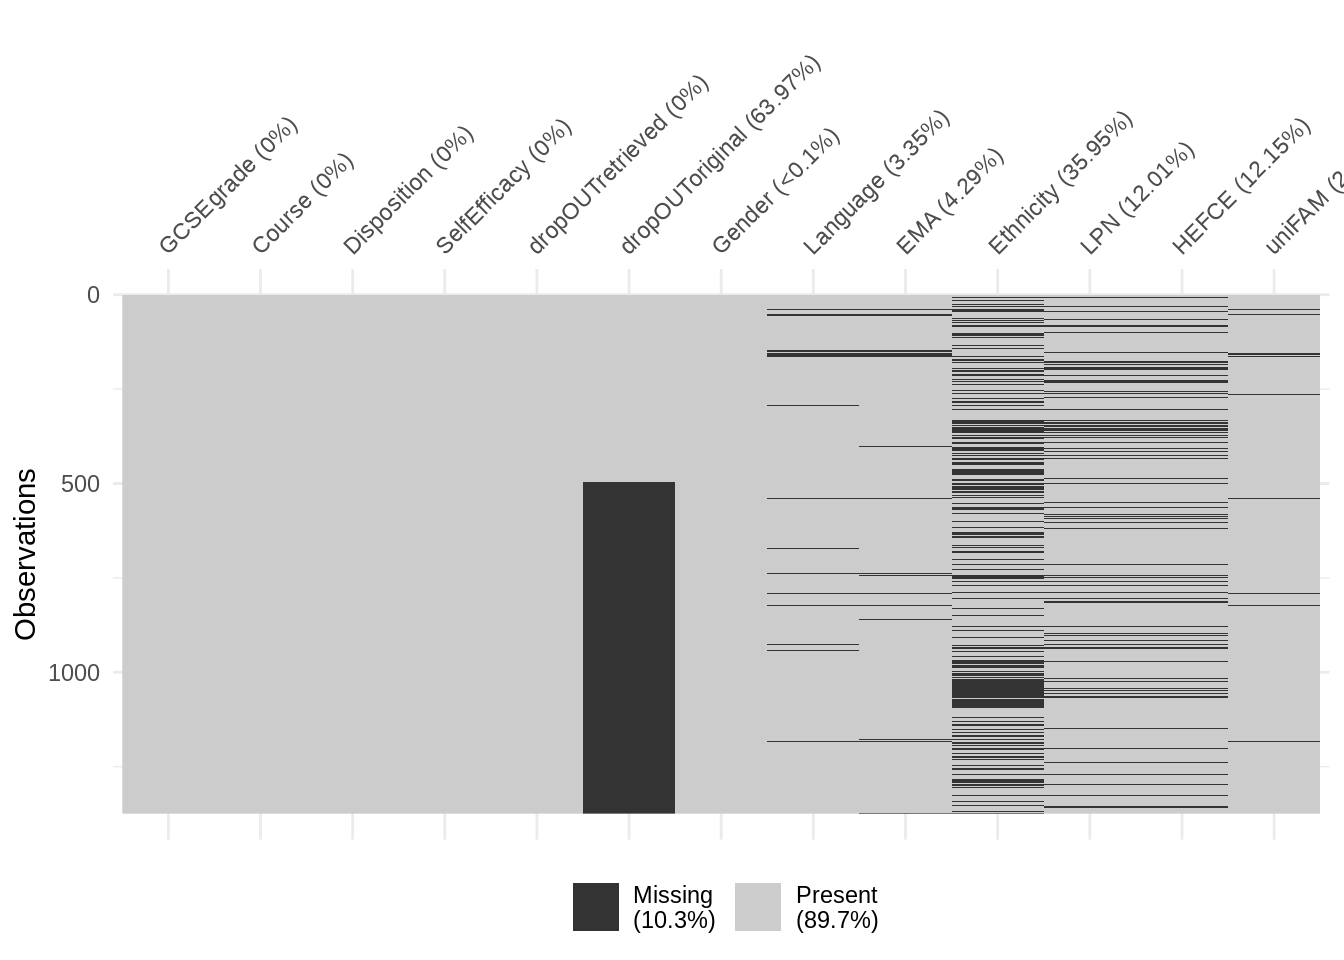 GCSEgrade (0%)
Course (0%)
Disposition (0%)
SelfEfficacy (0%)
dropOUTretrieved (0%)
dropOUToriginal (63.97%)
Gender (<0.1%)
Language (3.35%)
EMA (4.29%)
Ethnicity (35.95%)
LPN (12.01%)
HEFCE (12.15%)
uniFAM (2
0
500
1000
Observations
Missing
(10.3%)
Present
(89.7%)